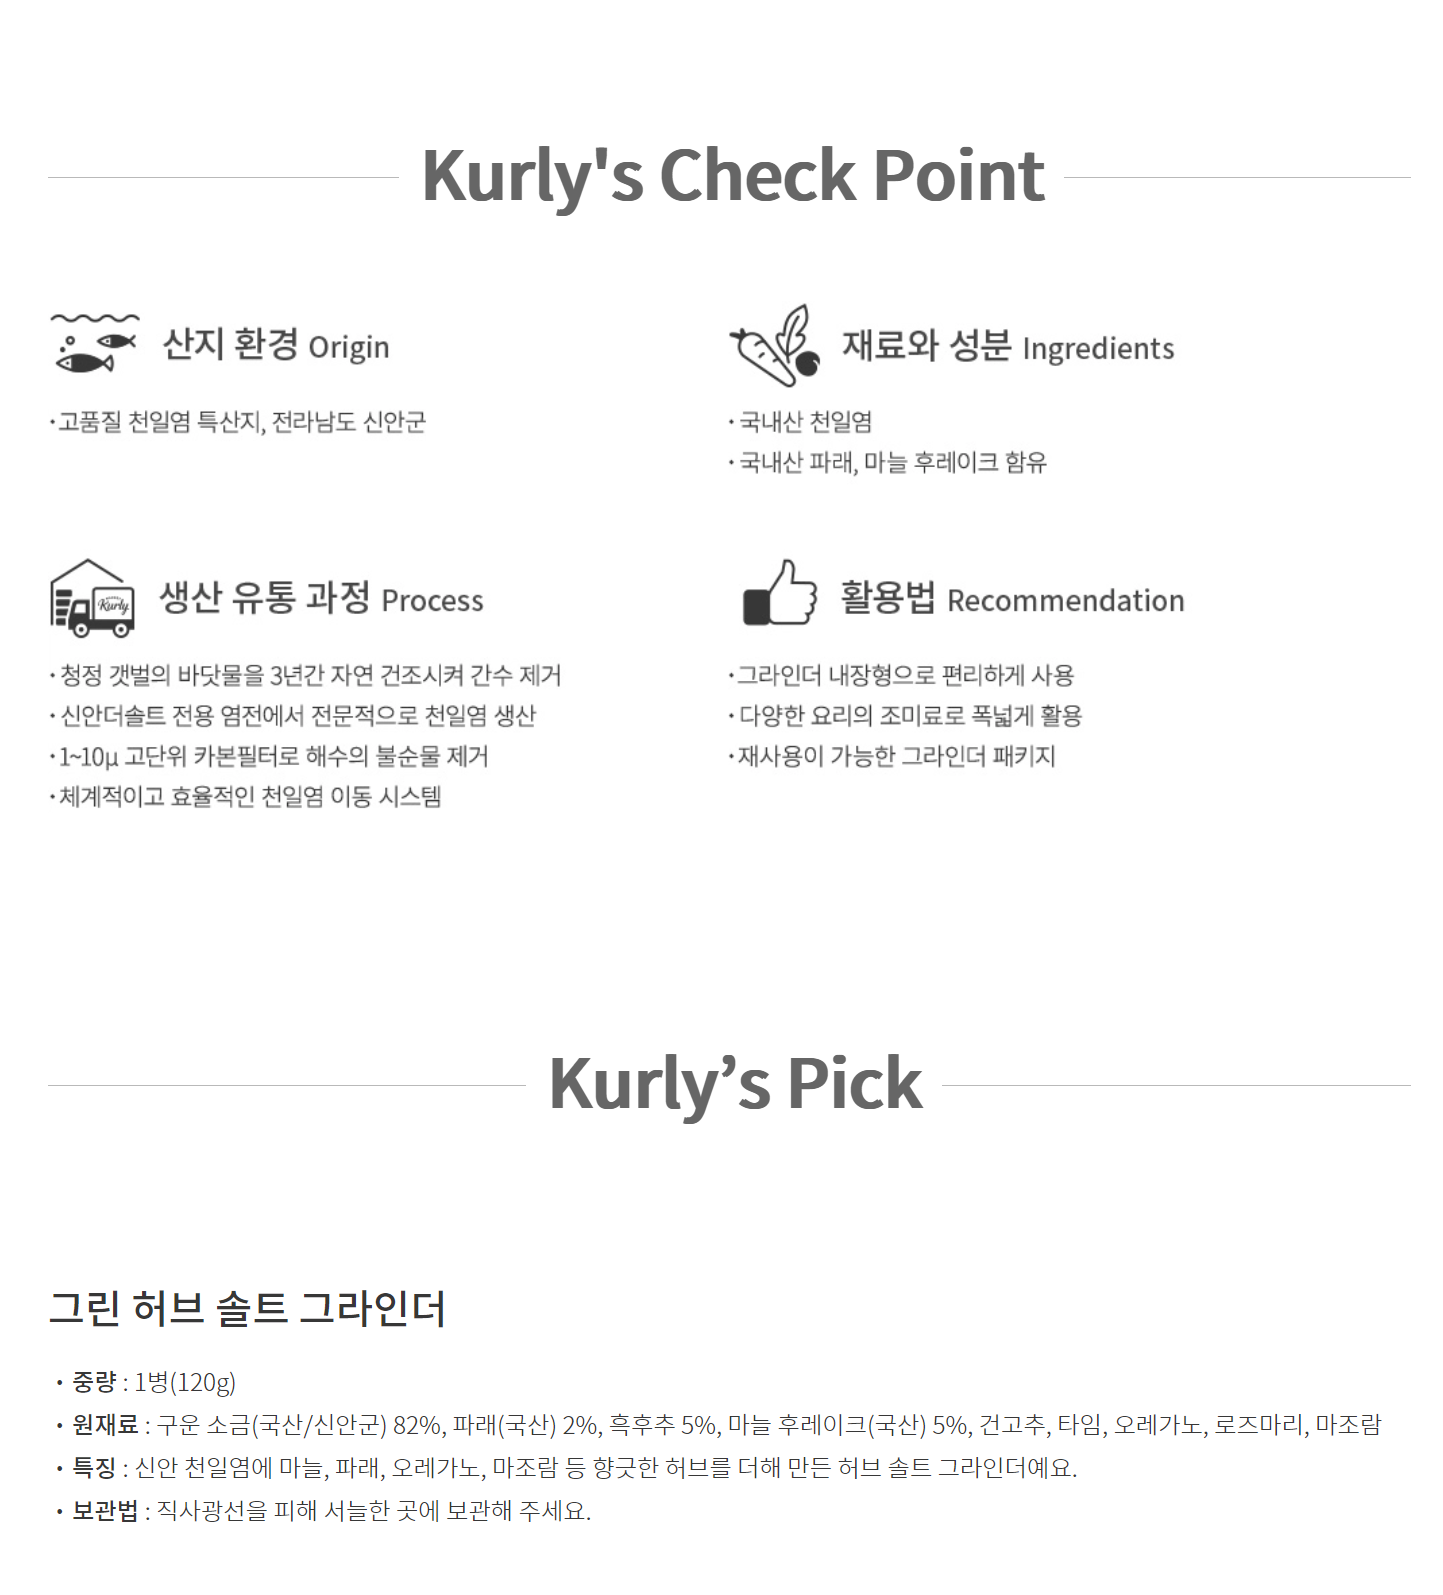 Kurly's Check Point
산지 환경 Origin
·고품질 천일염 특산지, 전라남도 신안군
재료와 성분 Ingredients
· 국내산 천일염
· 국내산 파래, 마늘 후레이크 함유
Kurly
생산 유통 과정 Process
· 청정 갯벌의 바닷물을 3년간 자연 건조시켜 간수 제거
· 신안더솔트 전용 염전에서 전문적으로 천일염 생산
·1~10µ 고단위 카본필터로 해수의 불순물 제거
·체계적이고 효율적인 천일염 이동 시스템
활용법 Recommendation
·그라인더 내장형으로 편리하게 사용
· 다양한 요리의 조미료로 폭넓게 활용
·재사용이 가능한 그라인더 패키지
Kurly’s Pick
그린 허브 솔트 그라인더
• 중량 : 1병(120g)
• 원재료 : 구운 소금(국산/신안군) 82%, 파래(국산) 2%, 흑후추 5%, 마늘 후레이크(국산) 5%, 건고추, 타임, 오레가노, 로즈마리, 마조람
• 특징 : 신안 천일염에 마늘, 파래, 오레가노, 마조람 등 향긋한 허브를 더해 만든 허브 솔트 그라인더예요.
• 보관법 : 직사광선을 피해 서늘한 곳에 보관해 주세요.